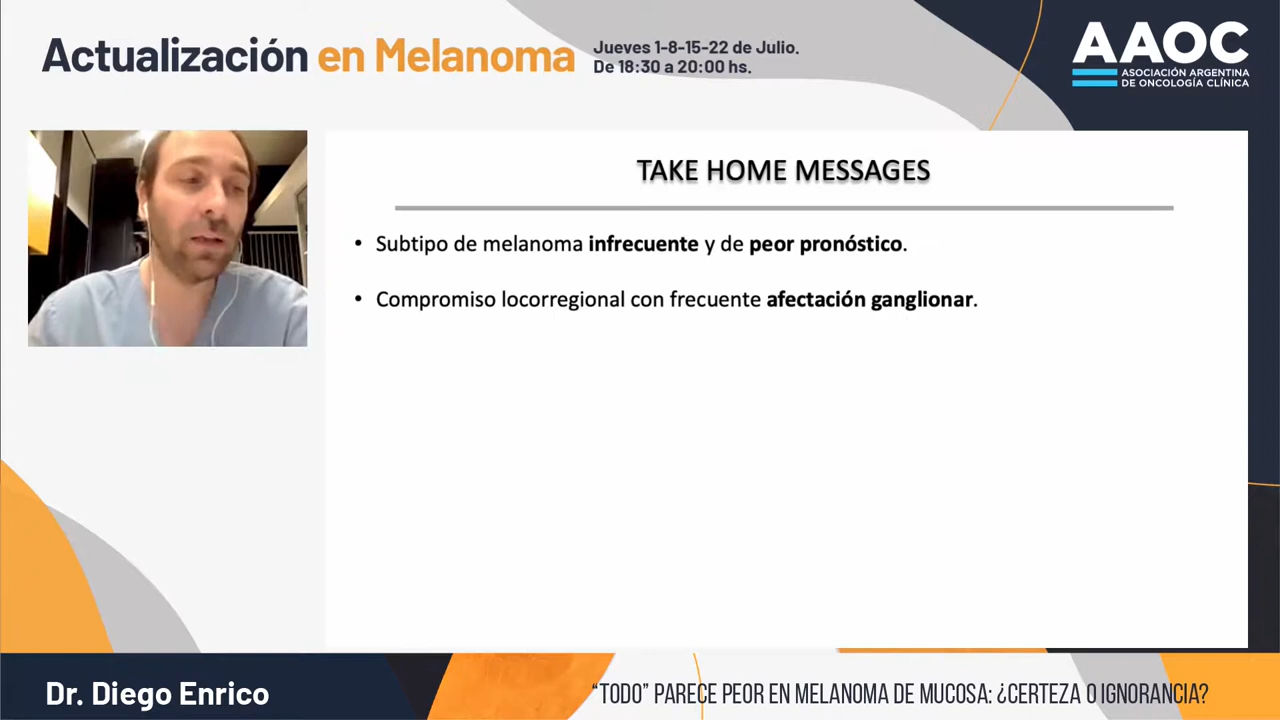 Actualización en Melanoma
Jueves 1-8-15-22 de Julio.
De 18:30 a 20:00 hs.
AAOC
ASOCIACIÓN ARGENTINA
DE ONCOLOGÍA CLÍNICA
TAKE HOME MESSAGES
• Subtipo de melanoma infrecuente y de peor pronóstico.
• Compromiso locorregional con frecuente afectación ganglionar.
Dr. Diego Enrico
“TODO” PARECE PEOR EN MELANOMA DE MUCOSA: ¿CERTEZA O IGNORANCIA?